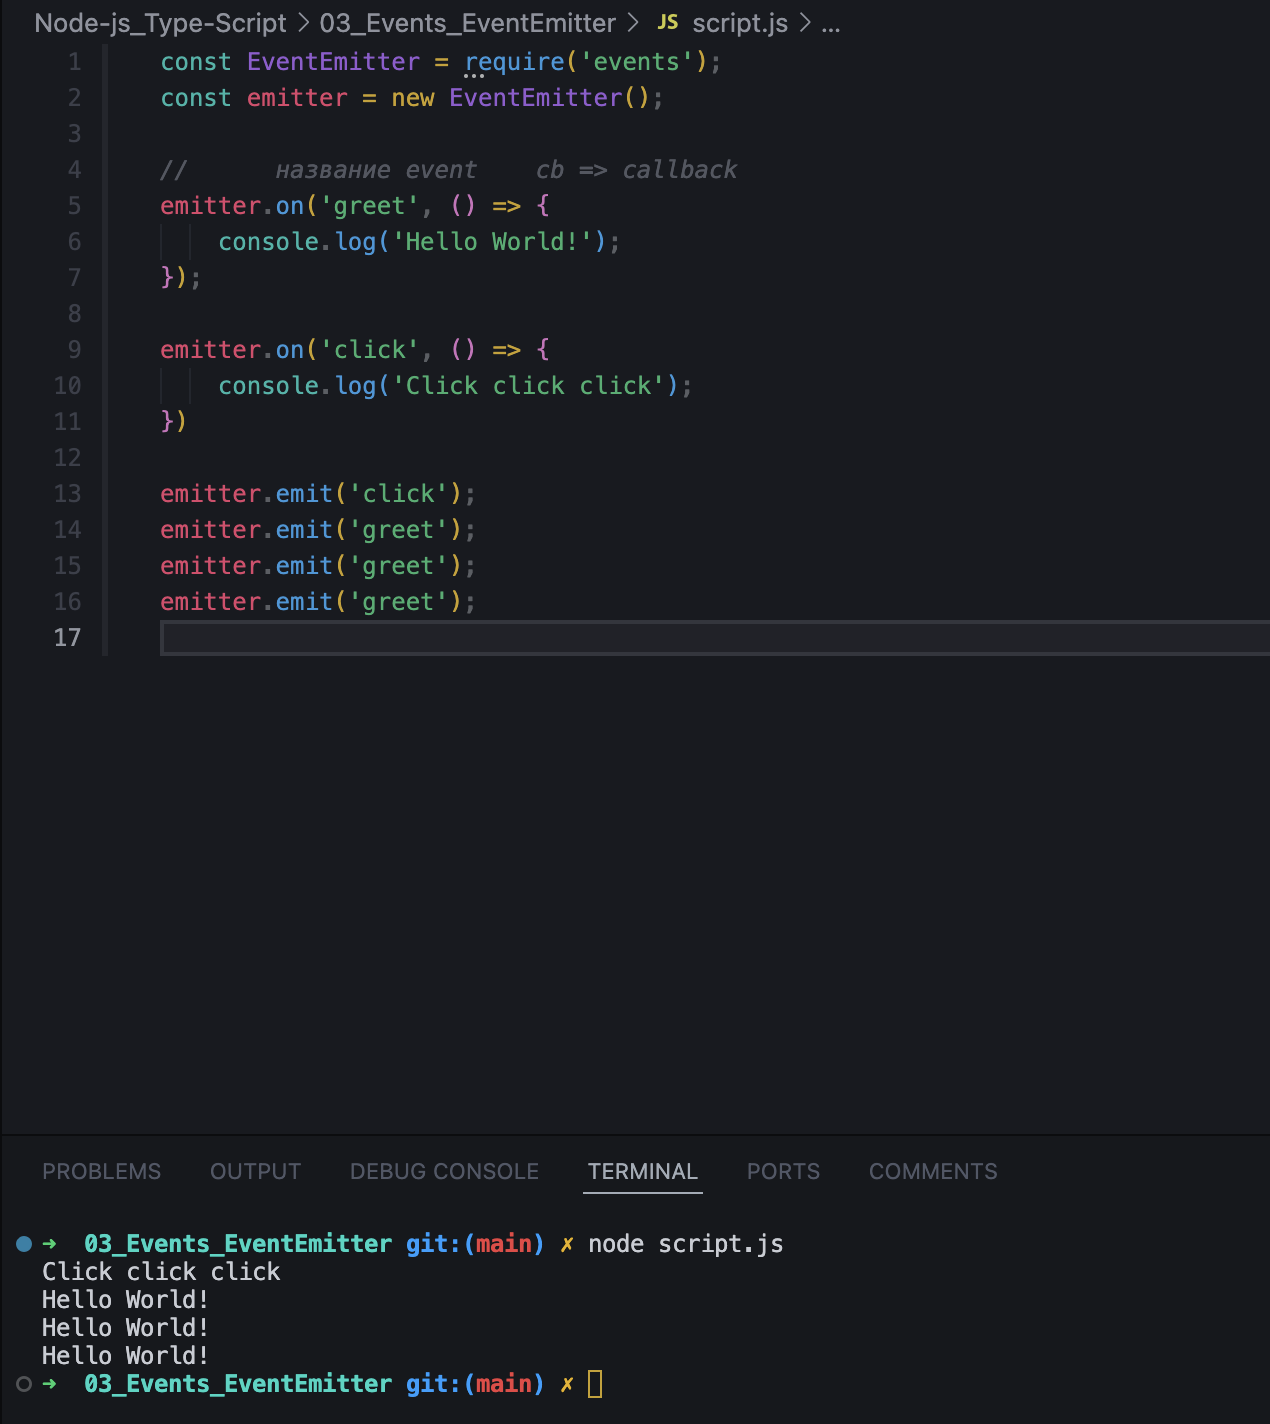 Node-js_Type-Script > 03_Events_EventEmitter > JS script.js > ...
1 const EventEmitter = require('events');
2 const emitter = new EventEmitter();
3
4 //      название event    cb => callback
5 emitter.on('greet', () => {
6     console.log('Hello World!');
7 });
8
9 emitter.on('click', () => {
10     console.log('Click click click');
11 })
12
13 emitter.emit('click');
14 emitter.emit('greet');
15 emitter.emit('greet');
16 emitter.emit('greet');
17
PROBLEMS OUTPUT DEBUG CONSOLE TERMINAL PORTS COMMENTS
➜ 03_Events_EventEmitter git:(main) ✗ node script.js
Click click click
Hello World!
Hello World!
Hello World!
➜ 03_Events_EventEmitter git:(main) ✗